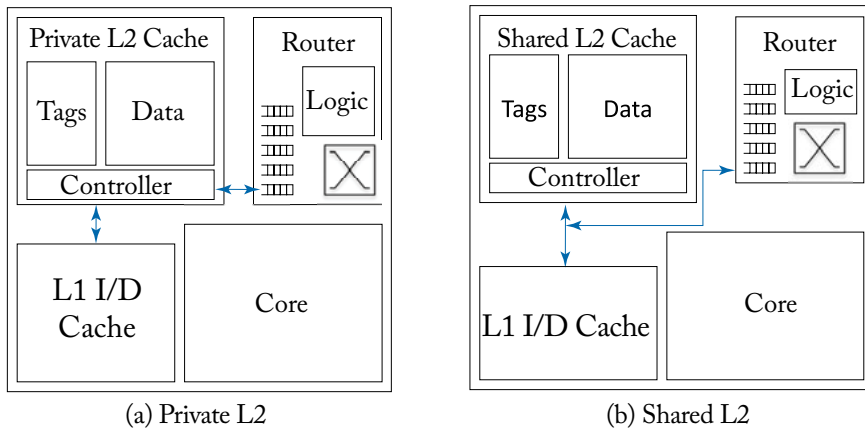 Private L2 Cache
Router
Tags
Data
Logic
Controller
L1 I/D
Cache
Core
(a) Private L2
Shared L2 Cache
Router
Tags
Data
Logic
Controller
L1 I/D Cache
Core
(b) Shared L2